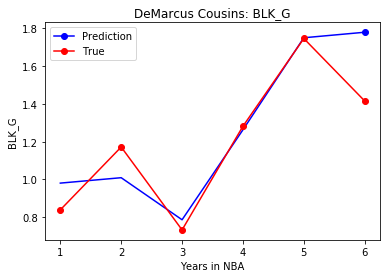 DeMarcus Cousins: BLK_G
Prediction
True
1.8
1.6
1.4
1.2
1.0
0.8
BLK_G
1 2 3 4 5 6
Years in NBA